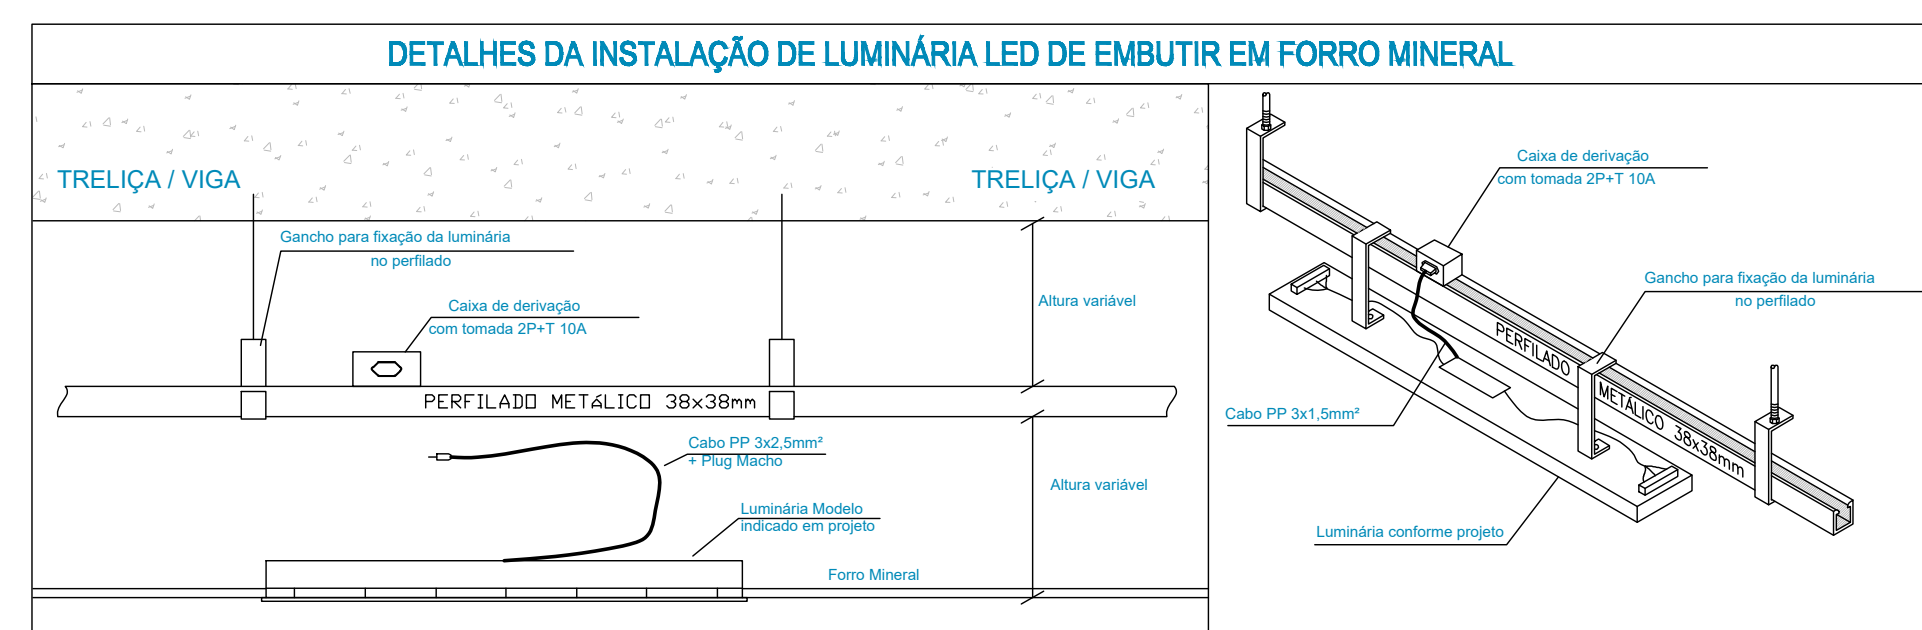 DETALHES DA INSTALAÇÃO DE LUMINÁRIA LED DE EMBUTIR EM FORRO MINERAL
TRELIÇA / VIGA
TRELIÇA / VIGA
Gancho para fixação da luminária
no perfilado
Caixa de derivação
com tomada 2P+T 10A
Altura variável
PERFILADO METÁLICO 38x38mm
Cabo PP 3x2,5mm²
+ Plug Macho
Altura variável
Luminária Modelo
indicado em projeto
Forro Mineral
Caixa de derivação
com tomada 2P+T 10A
Gancho para fixação da luminária
no perfilado
PERFILADO METÁLICO 38x38mm
Cabo PP 3x1,5mm²
Luminária conforme projeto